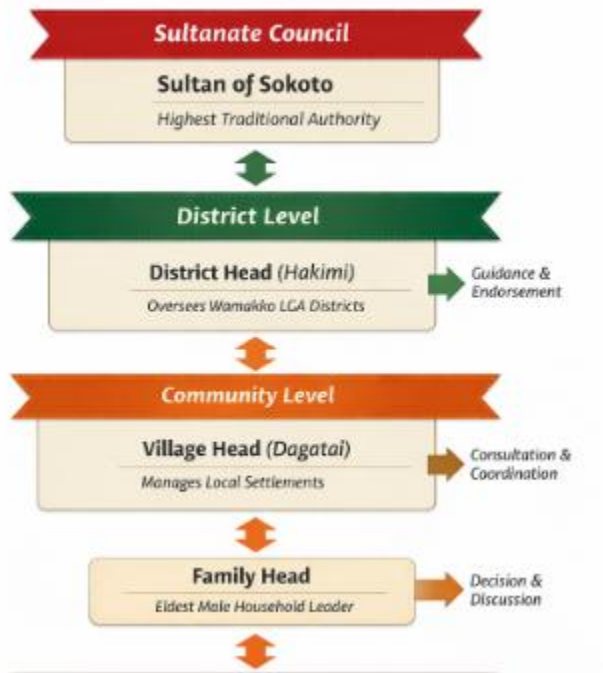 Sultanate Council
Sultan of Sokoto
Highest Traditional Authority
District Level
District Head (Hakimi)
Oversees Wamakko LGA Districts
Guidance &
Endorsement
Community Level
Village Head (Dagatai)
Manages Local Settlements
Consultation &
Coordination
Family Head
Eldest Male Household Leader
Decision &
Discussion